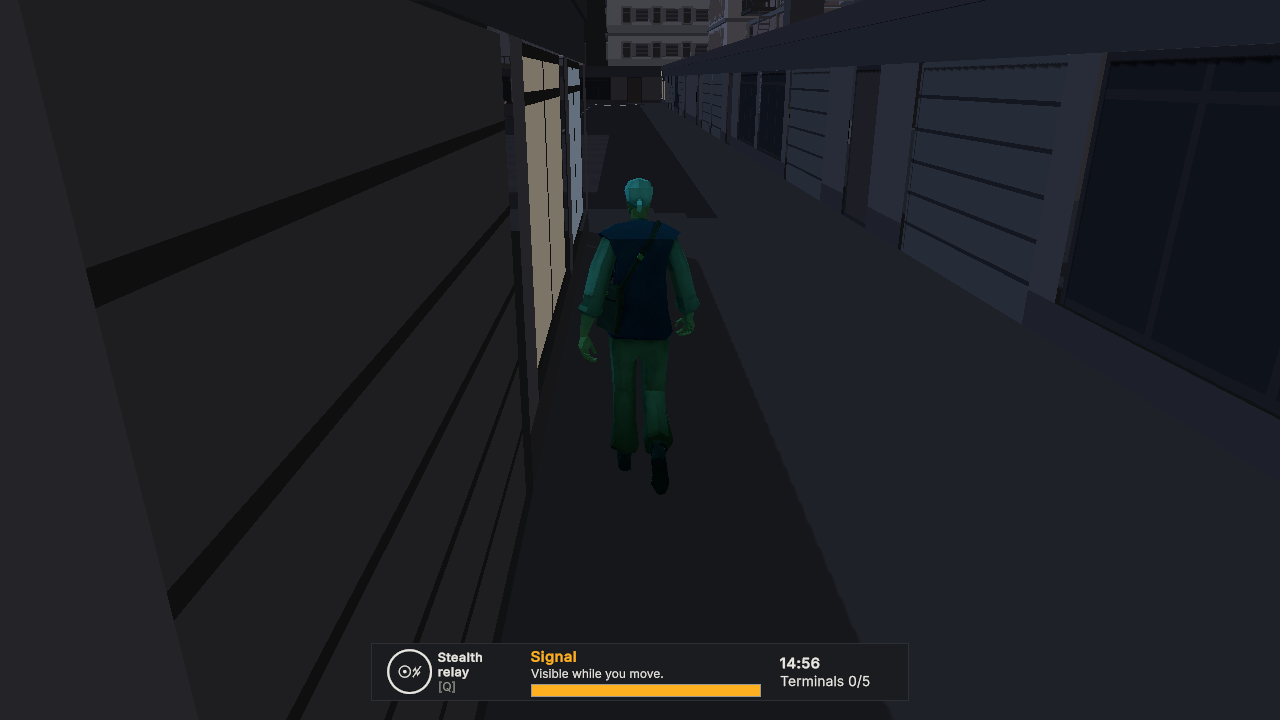 Stealth
relay
[Q]
Signal
Visible while you move.
14:56
Terminals 0/5